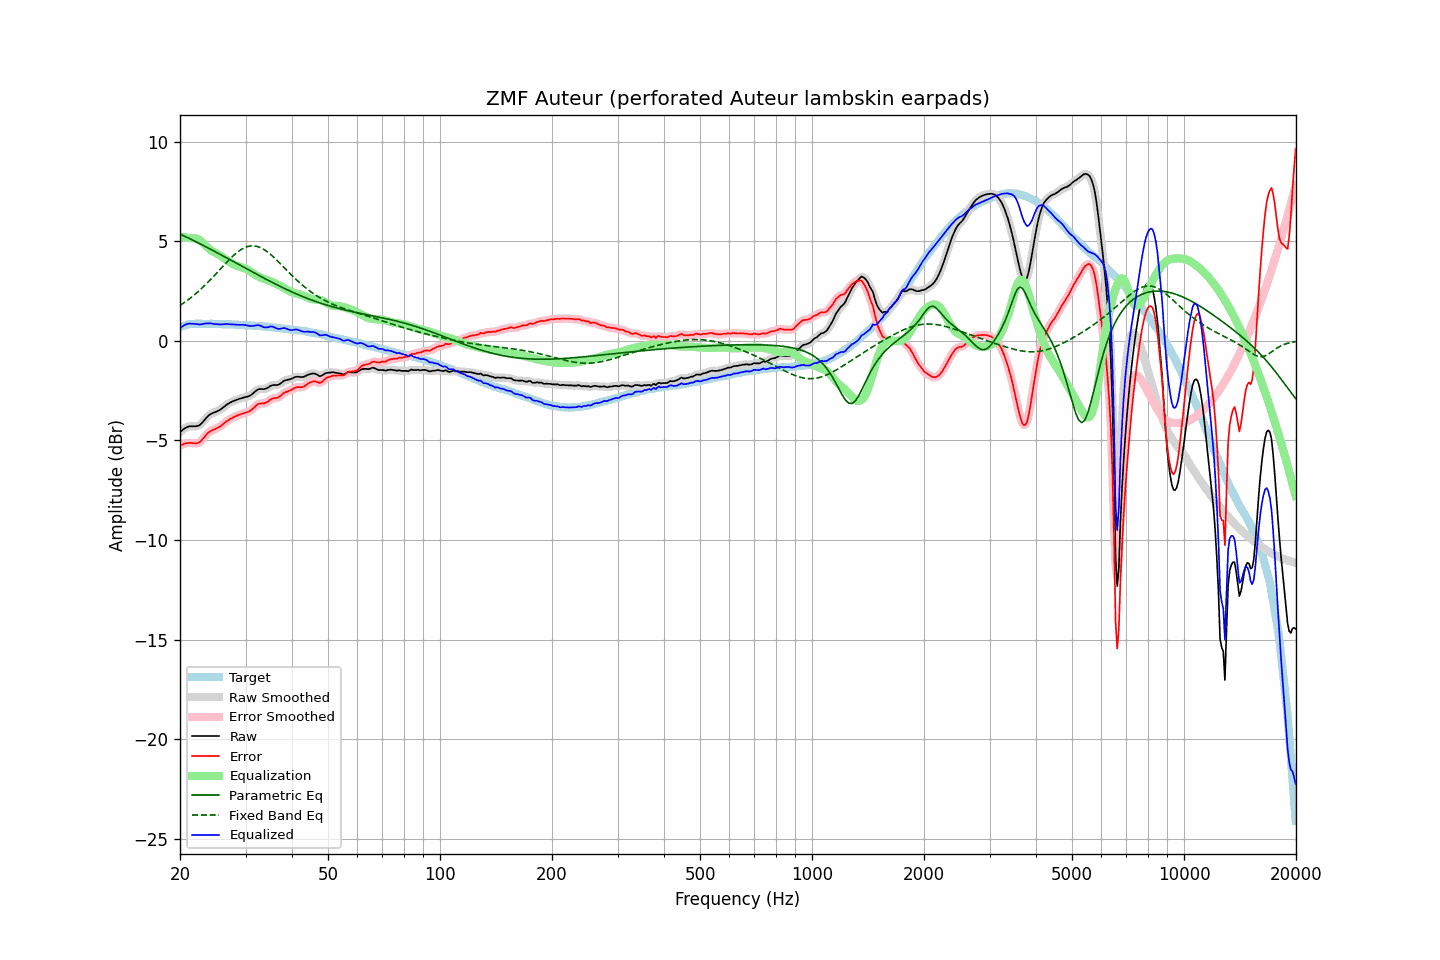 ZMF Auteur (perforated Auteur lambskin earpads)
Amplitude (dBr)
10
5
0
−5
−10
−15
−20
−25
Target
Raw Smoothed
Error Smoothed
Raw
Error
Equalization
Parametric Eq
Fixed Band Eq
Equalized
20
50
100
200
500
1000
2000
5000
10000
20000
Frequency (Hz)